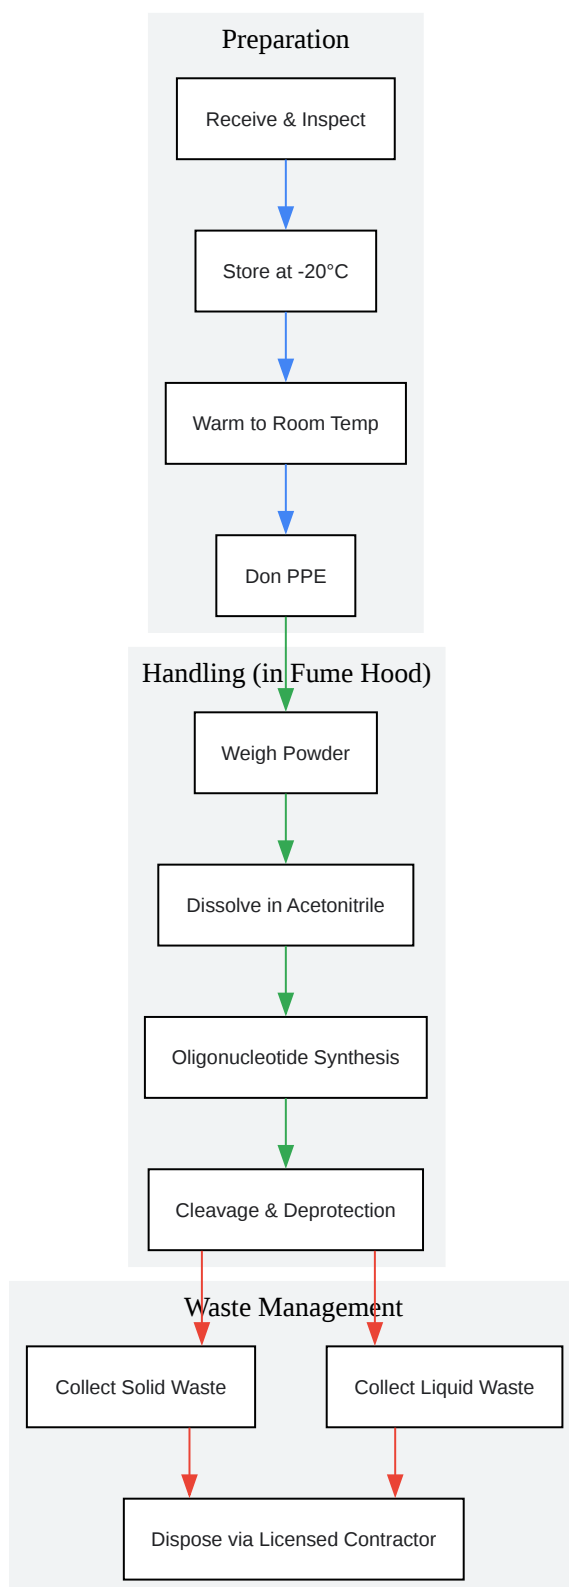 Preparation
Receive & Inspect
Store at -20°C
Warm to Room Temp
Don PPE
Handling (in Fume Hood)
Weigh Powder
Dissolve in Acetonitrile
Oligonucleotide Synthesis
Cleavage & Deprotection
Waste Management
Collect Solid Waste
Collect Liquid Waste
Dispose via Licensed Contractor